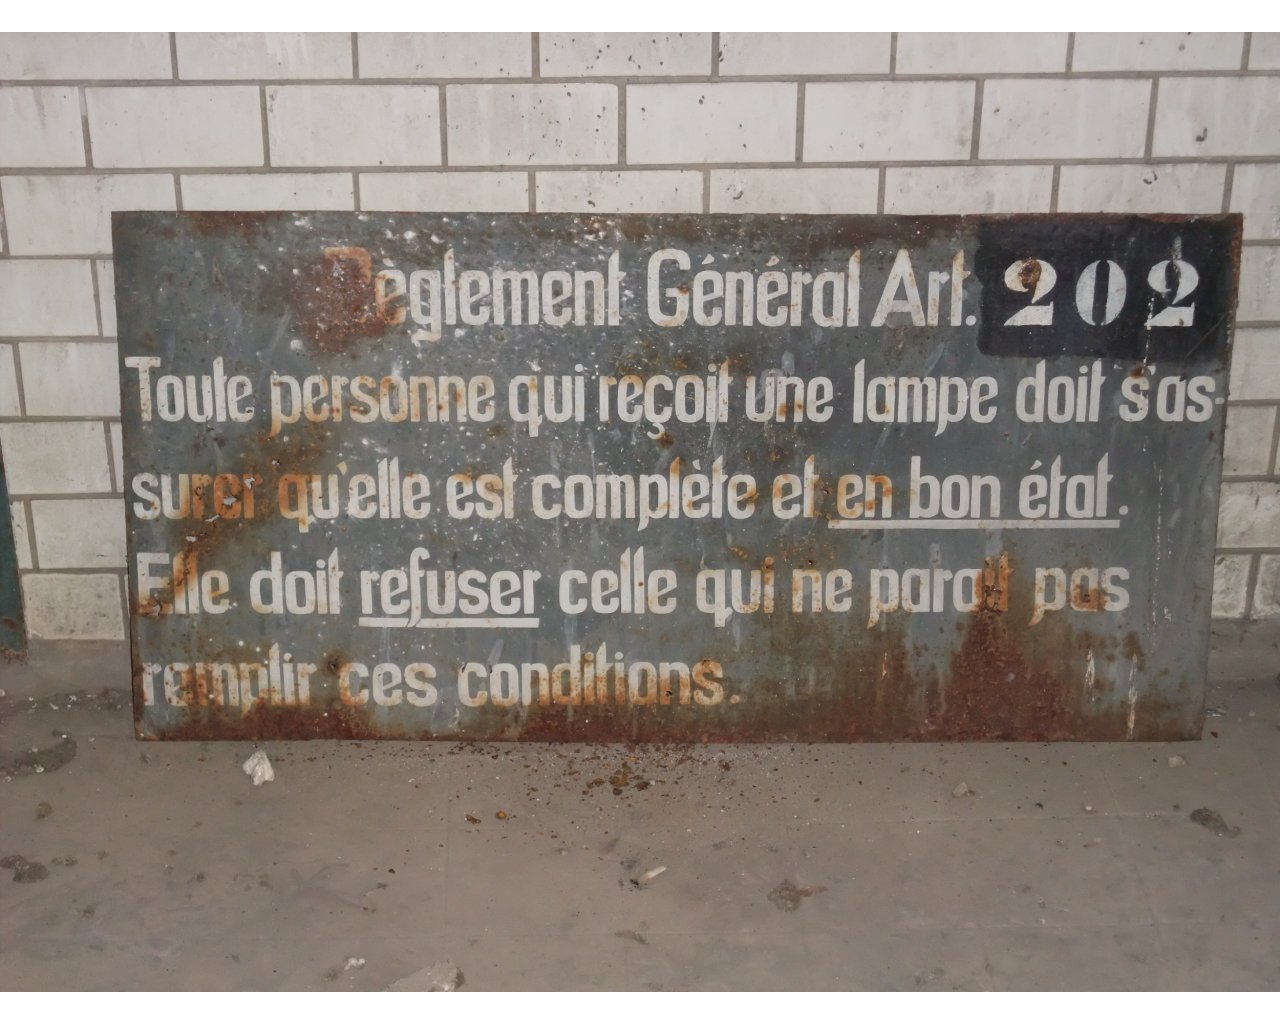 Règlement Général Art. 202
Toute personne qui reçoit une lampe doit s'as-
surer qu'elle est complète et en bon état.
Elle doit refuser celle qui ne parait pas
remplir ces conditions.